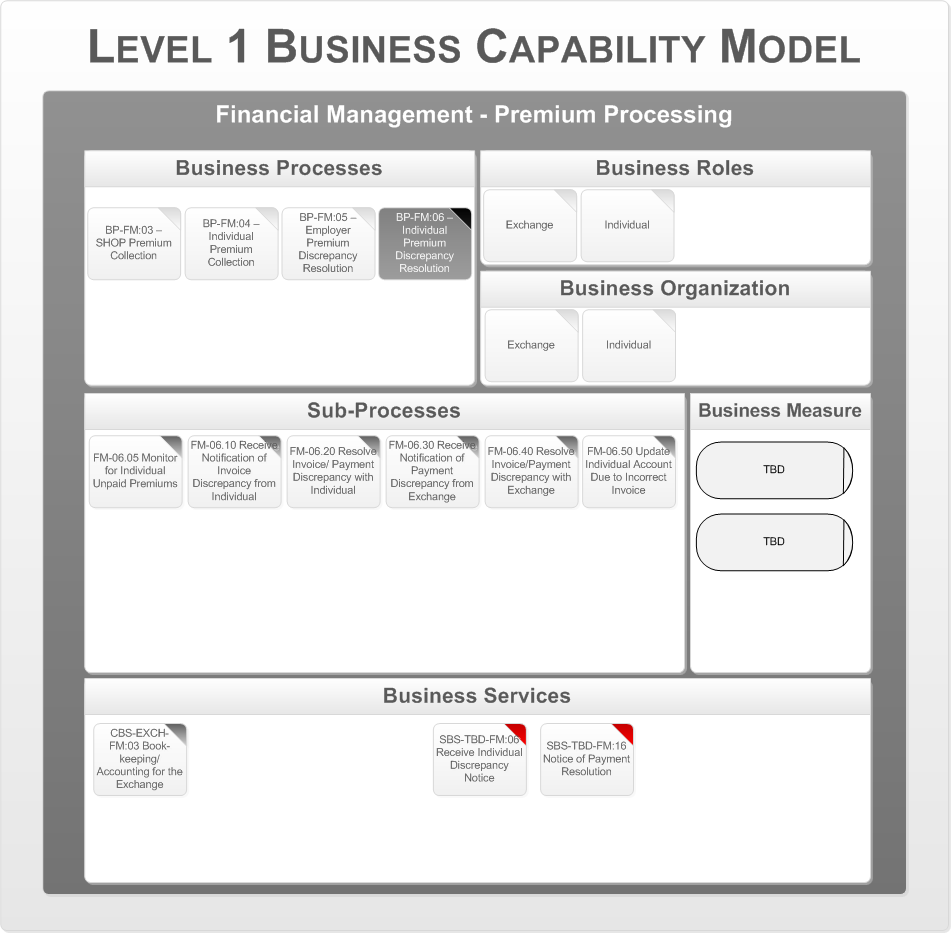 LEVEL 1 BUSINESS CAPABILITY MODEL
Financial Management - Premium Processing
Business Processes
BP-FM:03 –
SHOP Premium
Collection
BP-FM:04 –
Individual
Premium
Collection
BP-FM:05 –
Employer
Premium
Discrepancy
Resolution
BP-FM:06 –
Individual
Premium
Discrepancy
Resolution
Business Roles
Exchange
Individual
Business Organization
Exchange
Individual
Sub-Processes
FM-06.05 Monitor
for Individual
Unpaid Premiums
FM-06.10 Receive
Notification of
Invoice
Discrepancy from
Individual
FM-06.20 Resolve
Invoice/ Payment
Discrepancy with
Individual
FM-06.30 Receive
Notification of
Payment
Discrepancy from
Exchange
FM-06.40 Resolve
Invoice/Payment
Discrepancy with
Exchange
FM-06.50 Update
Individual Account
Due to Incorrect
Invoice
Business Measure
TBD
TBD
Business Services
CBS-EXCH-
FM:03 Book-
keeping/
Accounting for the
Exchange
SBS-TBD-FM:06
Receive Individual
Discrepancy
Notice
SBS-TBD-FM:16
Notice of Payment
Resolution